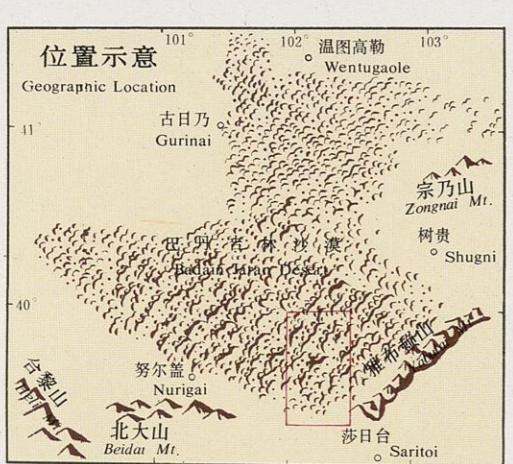 位置示意
Geographic Location
101°
102°
103°
温图高勒
Wentugaole
古日乃
Gurinai
41°
宗乃山
Zongnai Mt.
树贵
Shugni
巴丹吉林沙漠
Badain Jaran Desert
40°
雅布赖山
努尔盖
Nurigai
台黎山
北大山
Beidai Mt.
莎日台
Saritoi